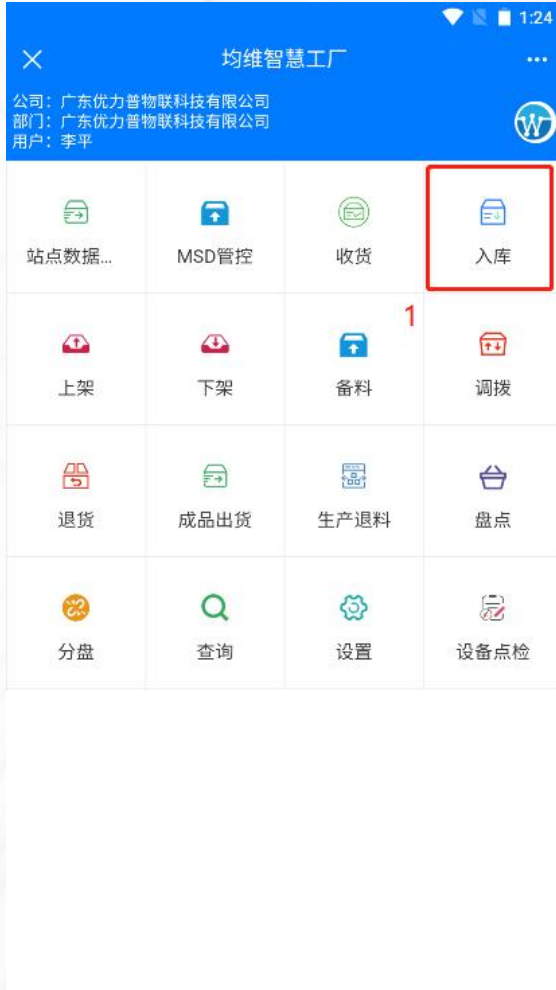 1:24
均维智慧工厂
公司：广东优力普物联科技有限公司
部门：广东优力普物联科技有限公司
用户：李平
站点数据... MSD管控 收货 入库
1
上架 下架 备料 调拨
退货 成品出货 生产退料 盘点
分盘 查询 设置 设备点检